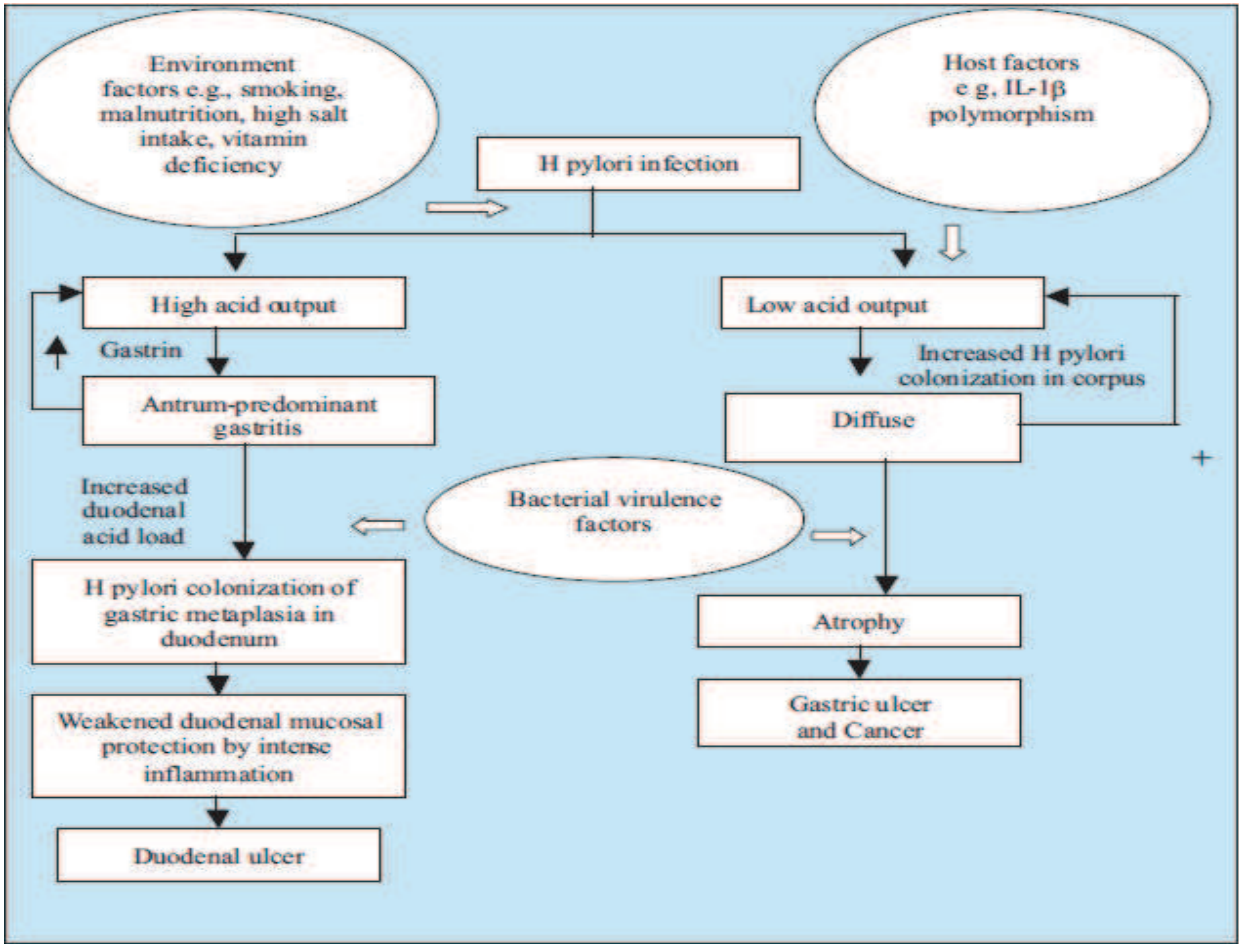 Environment
factors e.g., smoking,
malnutrition, high salt
intake, vitamin
deficiency
Host factors
e g, IL-1β
polymorphism
H pylori infection
High acid output
Low acid output
Gastrin
Increased H pylori
colonization in corpus
Antrum-predominant
gastritis
Diffuse
+
Increased
duodenal
acid load
Bacterial virulence
factors
H pylori colonization of
gastric metaplasia in
duodenum
Atrophy
Weakened duodenal mucosal
protection by intense
inflammation
Gastric ulcer
and Cancer
Duodenal ulcer